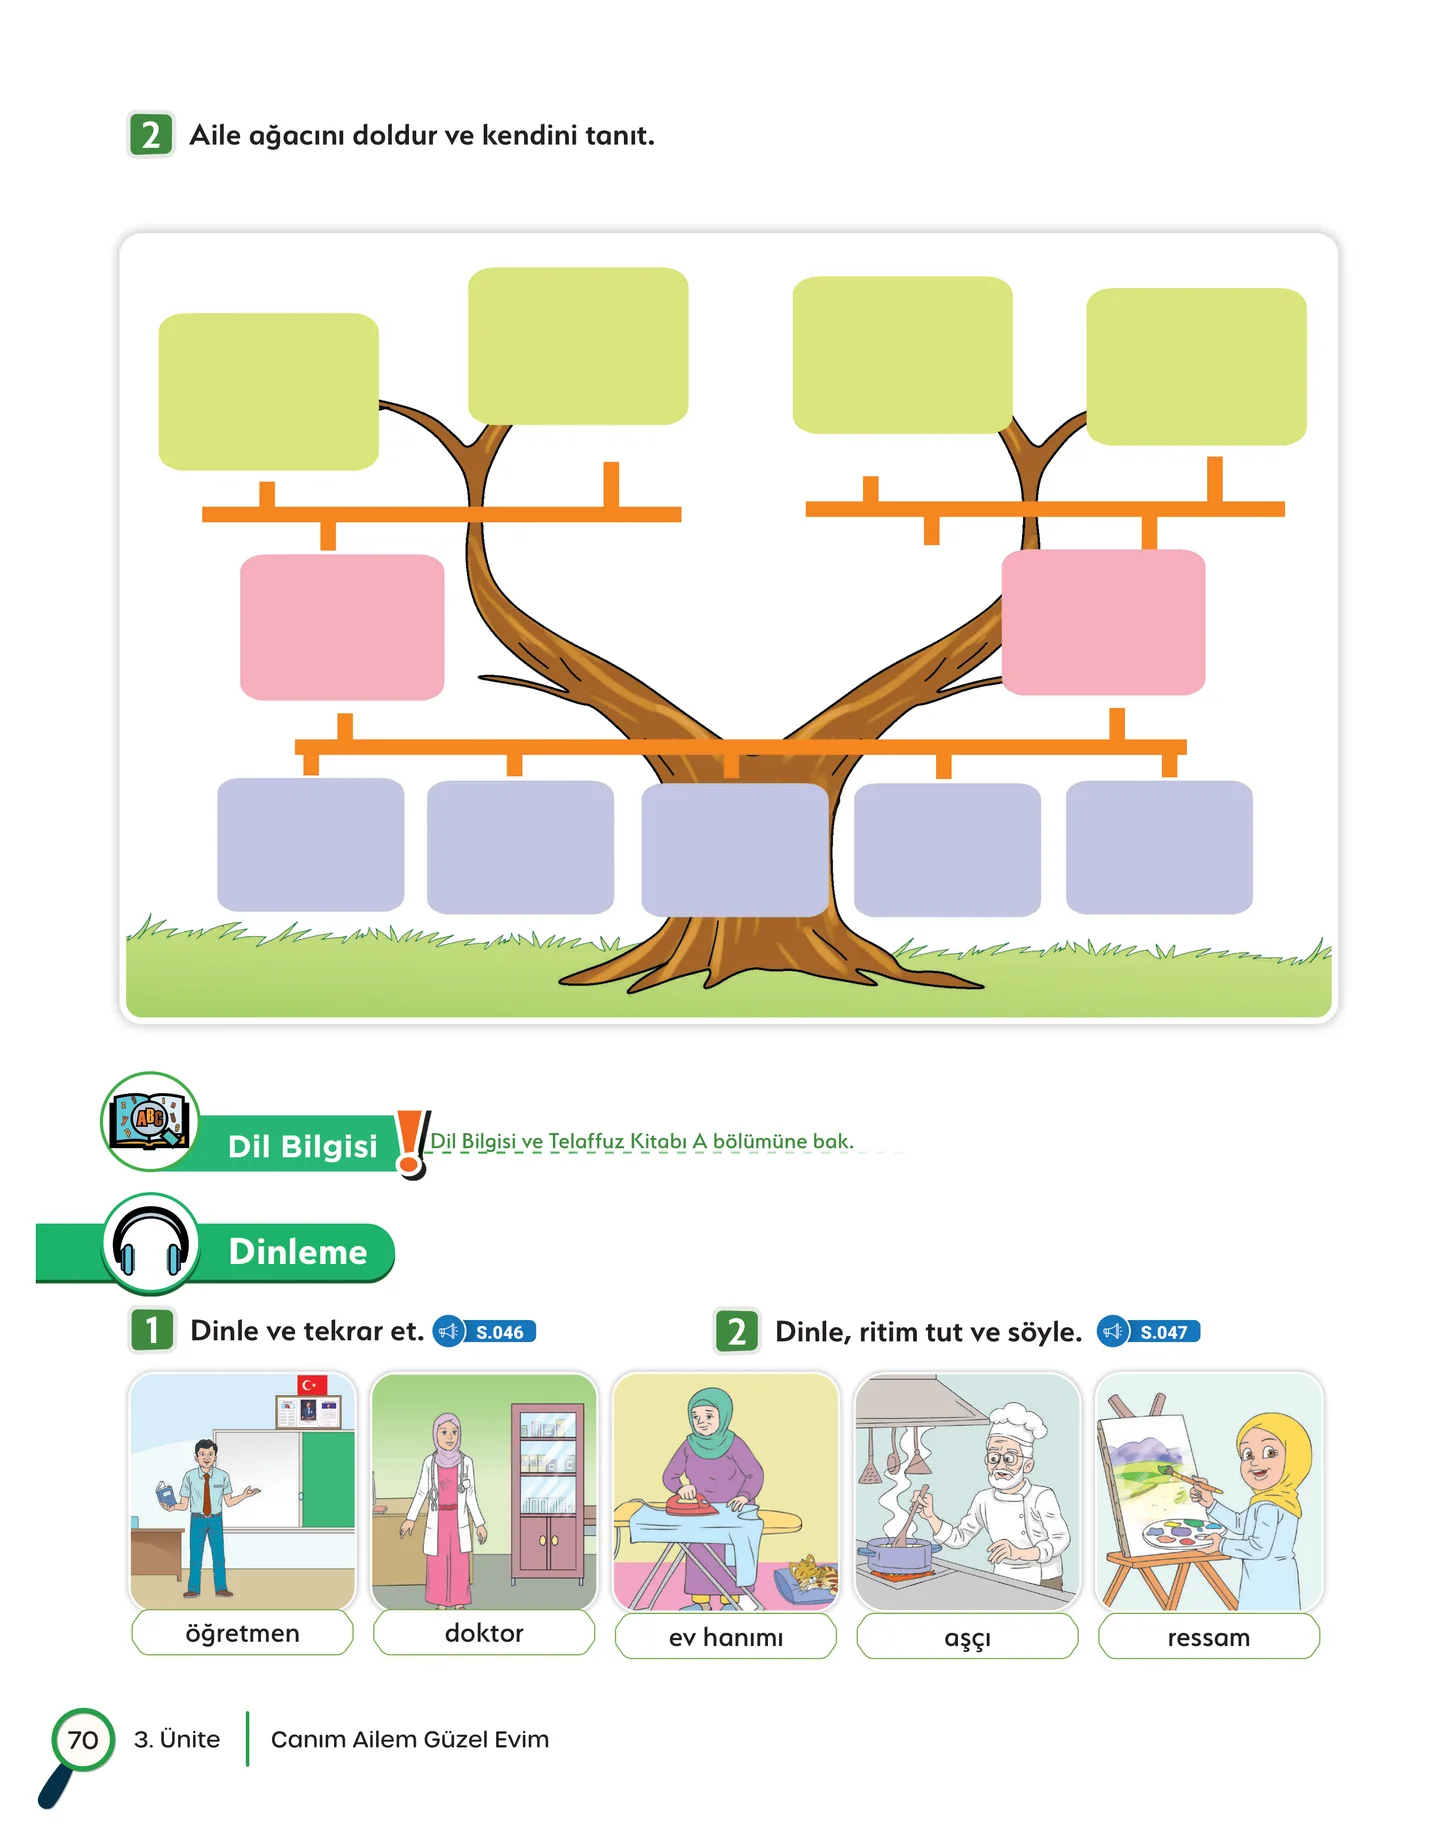 2 Aile ağacını doldur ve kendini tanıt.
ABC
Dil Bilgisi
Dil Bilgisi ve Telaffuz Kitabı A bölümüne bak.
Dinleme
1 Dinle ve tekrar et. S.046
2 Dinle, ritim tut ve söyle. S.047
öğretmen
doktor
ev hanımı
aşçı
ressam
70 3. Ünite Canım Ailem Güzel Evim